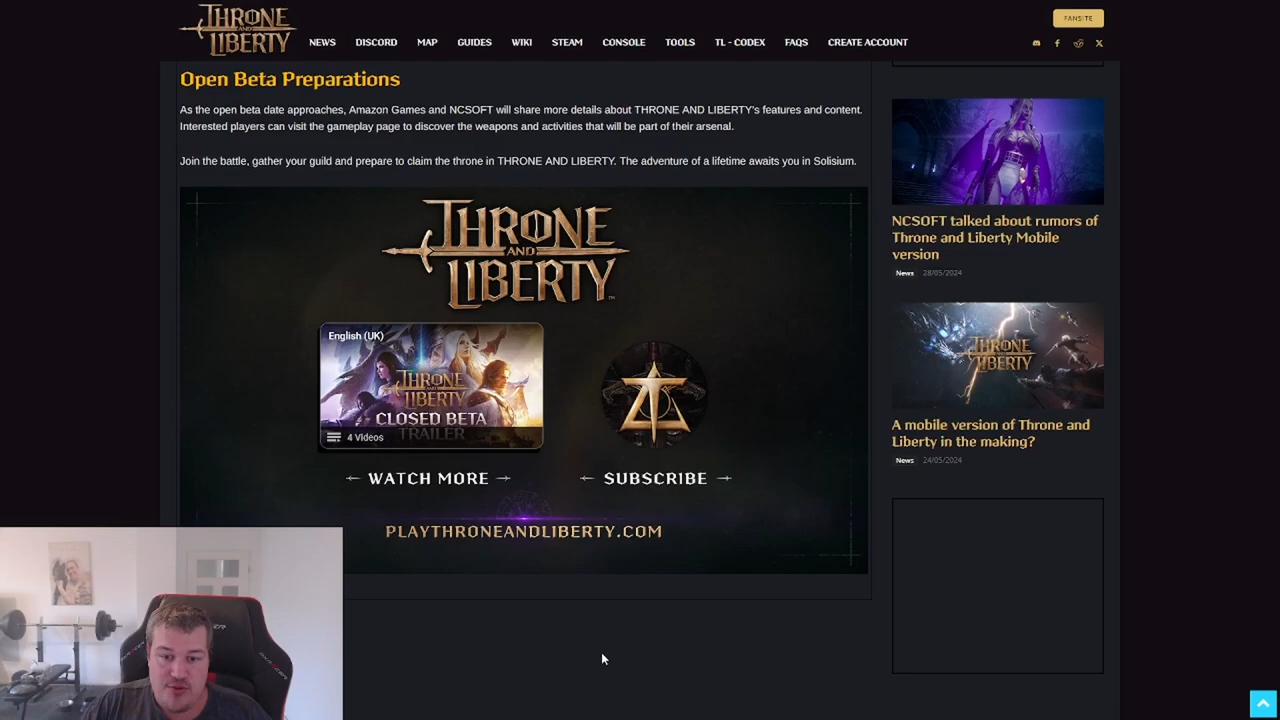 THRONE
AND
LIBERTY
FANSITE
NEWS DISCORD MAP GUIDES WIKI STEAM CONSOLE TOOLS TL - CODEX FAQS CREATE ACCOUNT
Open Beta Preparations
As the open beta date approaches, Amazon Games and NCSOFT will share more details about THRONE AND LIBERTY's features and content.
Interested players can visit the gameplay page to discover the weapons and activities that will be part of their arsenal.
Join the battle, gather your guild and prepare to claim the throne in THRONE AND LIBERTY. The adventure of a lifetime awaits you in Solisium.
THRONE
AND
LIBERTY
English (UK)
THRONE
AND
LIBERTY
CLOSED BETA
TRAILER
4 Videos
WATCH MORE
SUBSCRIBE
PLAYTHRONEANDLIBERTY.COM
NCSOFT talked about rumors of
Throne and Liberty Mobile
version
News 28/05/2024
THRONE
AND
LIBERTY
A mobile version of Throne and
Liberty in the making?
News 24/05/2024